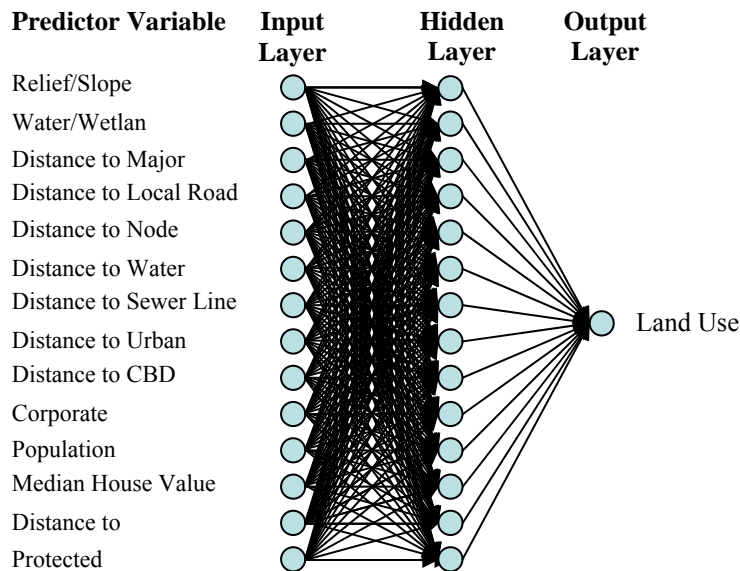 Predictor Variable
Input Layer
Hidden Layer
Output Layer
Relief/Slope
Water/Wetlan
Distance to Major
Distance to Local Road
Distance to Node
Distance to Water
Distance to Sewer Line
Distance to Urban
Distance to CBD
Corporate
Population
Median House Value
Distance to
Protected
Land Use